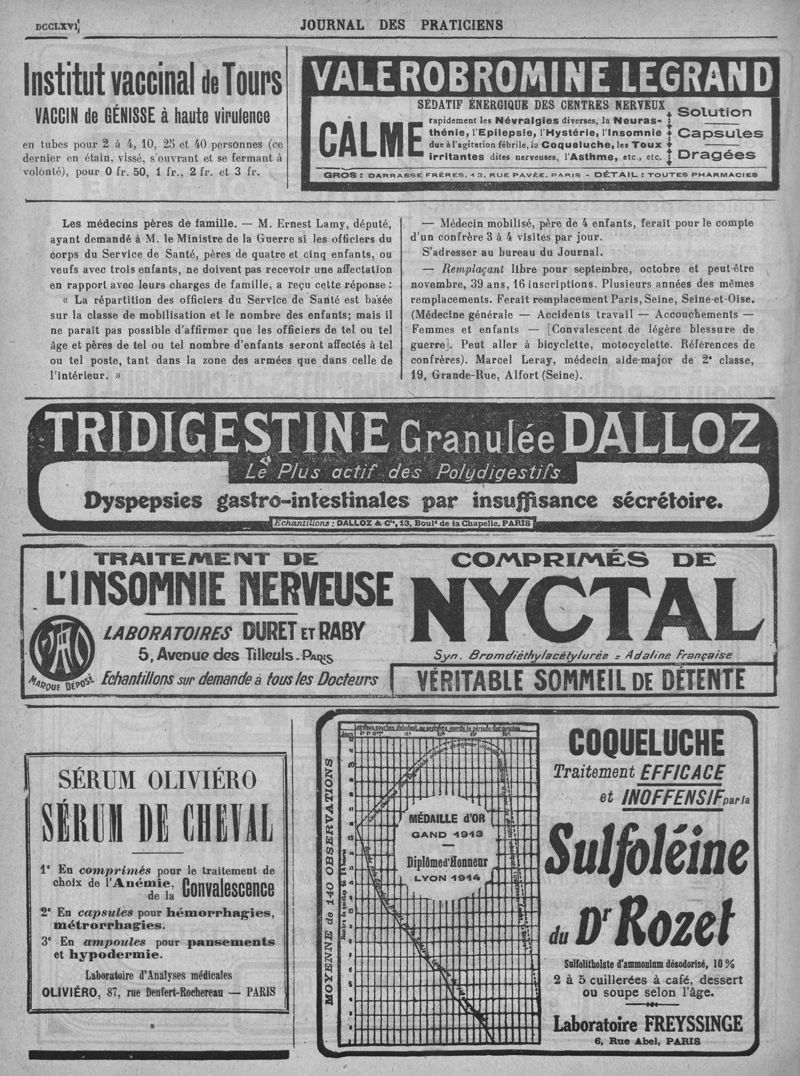 DCCLXVI
JOURNAL DES PRATICIENS
Institut vaccinal de Tours
VACCIN de GÉNISSE à haute virulence
en tubes pour 2 à 4, 10, 25 et 40 personnes (ce
dernier en étain, vissé, s'ouvrant et se fermant à
volonté), pour 0 fr. 50, 1 fr., 2 fr. et 3 fr.
VALEROBROMINE LEGRAND
SÉDATIF ÉNERGIQUE DES CENTRES NERVEUX
CALME
rapidement les Névralgies diverses, la Neuras-
thénie, l'Epilepsie, l'Hystérie, l'Insomnie
due à l'agitation fébrile, la Coqueluche, les Toux
irritantes dites nerveuses, l'Asthme, etc., etc.
Solution
Capsules
Dragées
GROS : DARRASSE FRÈRES, 13, RUE PAVÉE, PARIS - DÉTAIL : TOUTES PHARMACIES
Les médecins pères de famille. — M. Ernest Lamy, député,
ayant demandé à M. le Ministre de la Guerre si les officiers du
corps du Service de Santé, pères de quatre et cinq enfants, ou
veufs avec trois enfants, ne doivent pas recevoir une affectation
en rapport avec leurs charges de famille, a reçu cette réponse :
« La répartition des officiers du Service de Santé est basée
sur la classe de mobilisation et le nombre des enfants; mais il
ne paraît pas possible d'affirmer que les officiers de tel ou tel
âge et pères de tel ou tel nombre d'enfants seront affectés à tel
ou tel poste, tant dans la zone des armées que dans celle de
l'intérieur. »
— Médecin mobilisé, père de 4 enfants, ferait pour le compte
d'un confrère 3 à 4 visites par jour.
S'adresser au bureau du Journal.
— Remplaçant libre pour septembre, octobre et peut-être
novembre, 39 ans, 16 inscriptions. Plusieurs années des mêmes
remplacements. Ferait remplacement Paris, Seine, Seine-et-Oise.
(Médecine générale — Accidents travail — Accouchements —
Femmes et enfants — [Convalescent de légère blessure de
guerre]. Peut aller à bicyclette, motocyclette. Références de
confrères). Marcel Leray, médecin aide-major de 2e classe,
19, Grande-Rue, Alfort (Seine).
TRIDIGESTINE Granulée DALLOZ
Le Plus actif des Polydigestifs
Dyspepsies gastro-intestinales par insuffisance sécrétoire.
Echantillons : DALLOZ & Cie, 13, Bould de la Chapelle, PARIS
TRAITEMENT DE
L'INSOMNIE NERVEUSE
LABORATOIRES DURET ET RABY
5, Avenue des Tilleuls - PARIS
MARQUE DÉPOSÉ
Echantillons sur demande à tous les Docteurs
COMPRIMÉS DE
NYCTAL
Syn. Bromdiéthylacétylurée = Adaline Française
VÉRITABLE SOMMEIL DE DÉTENTE
SÉRUM OLIVIÉRO
SÉRUM DE CHEVAL
1° En comprimés pour le traitement de
choix de l'Anémie, de la Convalescence
2° En capsules pour hémorrhagies,
métrorrhagies.
3° En ampoules pour pansements
et hypodermie.
Laboratoire d'Analyses médicales
OLIVIÉRO, 87, rue Denfert-Rochereau — PARIS
MOYENNE de 140 OBSERVATIONS
MÉDAILLE d'OR
GAND 1913
Diplôme d'Honneur
LYON 1914
COQUELUCHE
Traitement EFFICACE
et INOFFENSIF par la
Sulfoléine
du Dr Rozet
Sulfolitholate d'ammonium désodorisé, 10 %
2 à 5 cuillerées à café, dessert
ou soupe selon l'âge.
Laboratoire FREYSSINGE
6, Rue Abel, PARIS